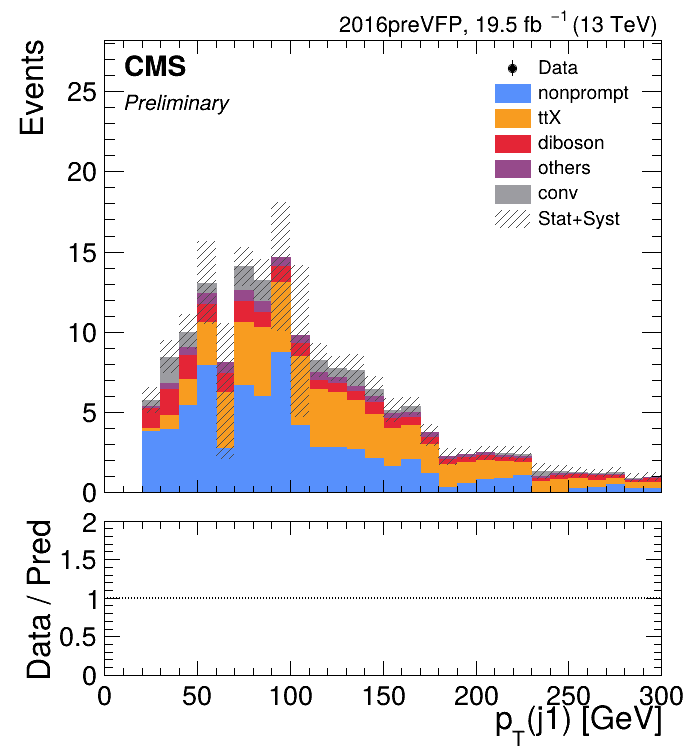 2016preVFP, 19.5 fb ⁻¹ (13 TeV)
CMS
Preliminary
Data
nonprompt
ttX
diboson
others
conv
Stat+Syst
Events
25
20
15
10
5
0
Data / Pred
2
1.5
1
0.5
0
0 50 100 150 200 250 300
p_T(j1) [GeV]